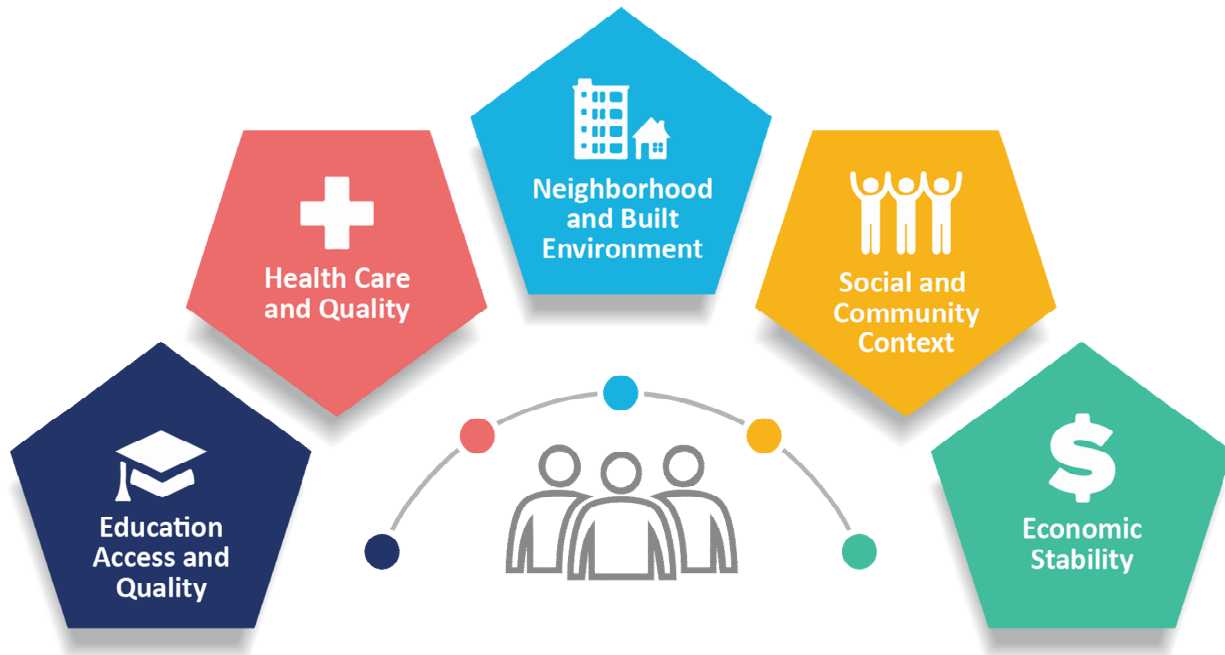 Education
Access and
Quality
Health Care
and Quality
Neighborhood
and Built
Environment
Social and
Community
Context
Economic
Stability